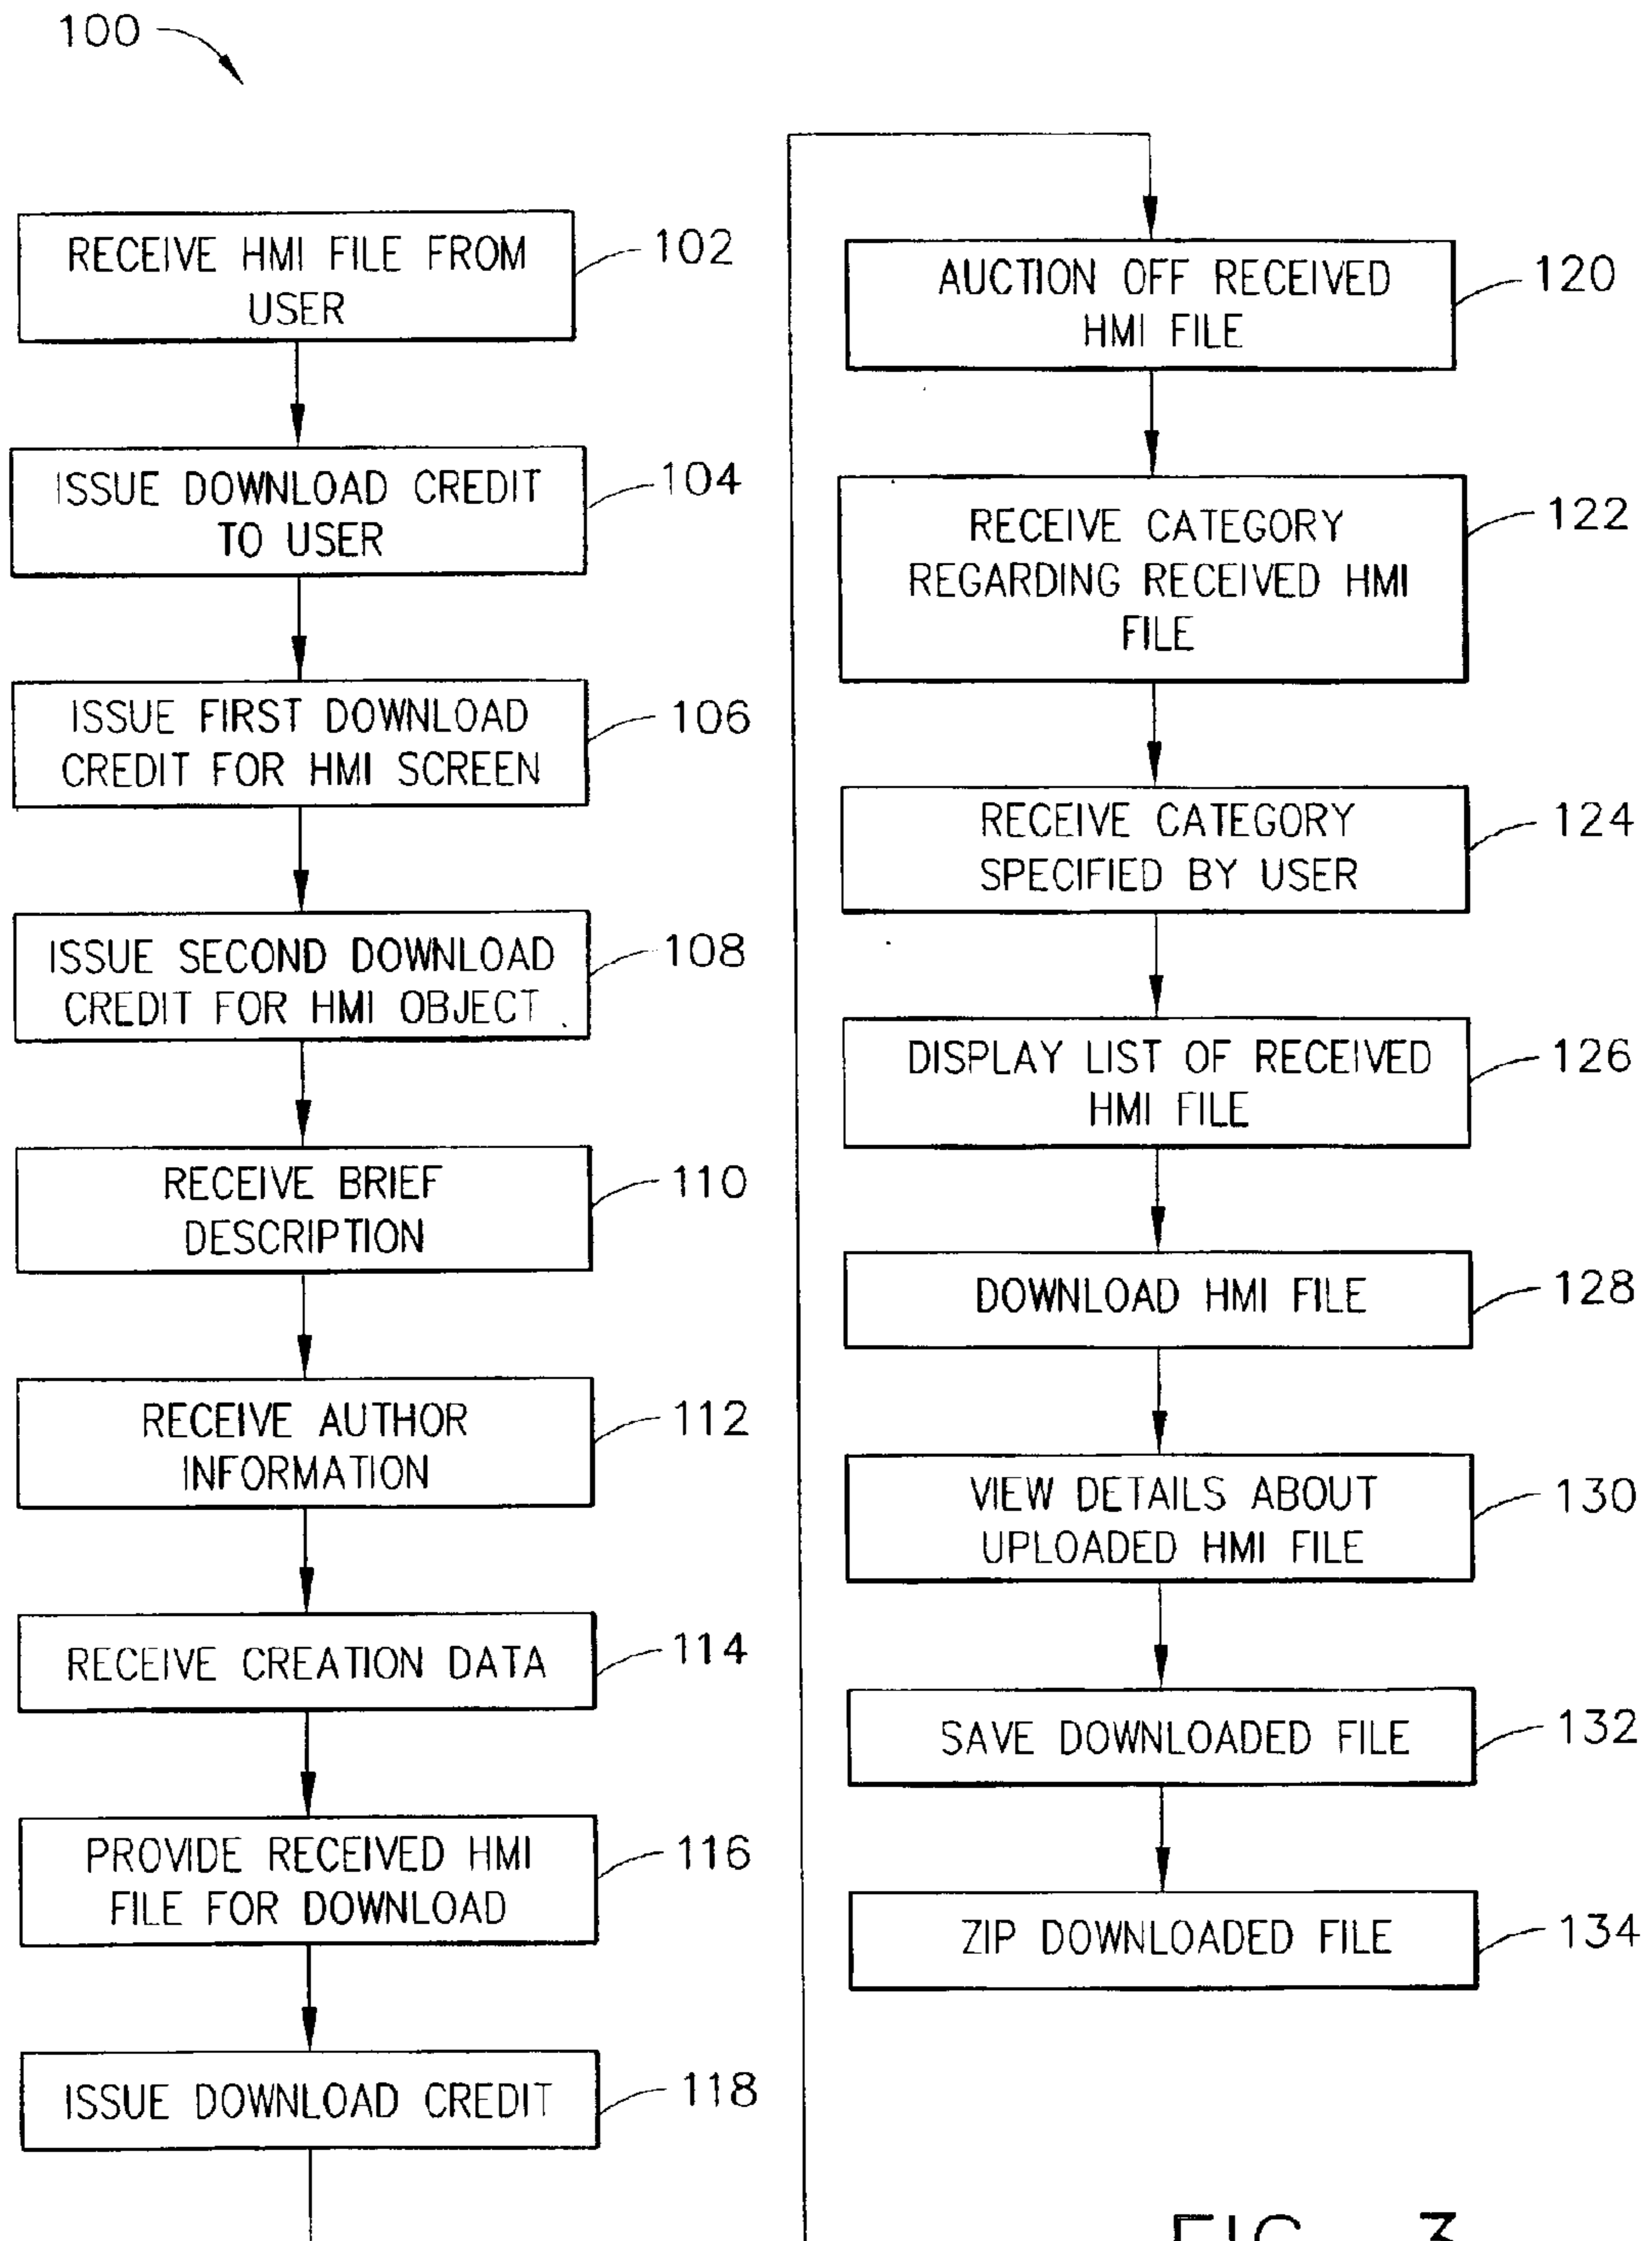 100
RECEIVE HMI FILE FROM
USER
102
ISSUE DOWNLOAD CREDIT
TO USER
104
ISSUE FIRST DOWNLOAD
CREDIT FOR HMI SCREEN
106
ISSUE SECOND DOWNLOAD
CREDIT FOR HMI OBJECT
108
RECEIVE BRIEF
DESCRIPTION
110
RECEIVE AUTHOR
INFORMATION
112
RECEIVE CREATION DATA
114
PROVIDE RECEIVED HMI
FILE FOR DOWNLOAD
116
ISSUE DOWNLOAD CREDIT
118
AUCTION OFF RECEIVED
HMI FILE
120
RECEIVE CATEGORY
REGARDING RECEIVED HMI
FILE
122
RECEIVE CATEGORY
SPECIFIED BY USER
124
DISPLAY LIST OF RECEIVED
HMI FILE
126
DOWNLOAD HMI FILE
128
VIEW DETAILS ABOUT
UPLOADED HMI FILE
130
SAVE DOWNLOADED FILE
132
ZIP DOWNLOADED FILE
134
FIG. 3